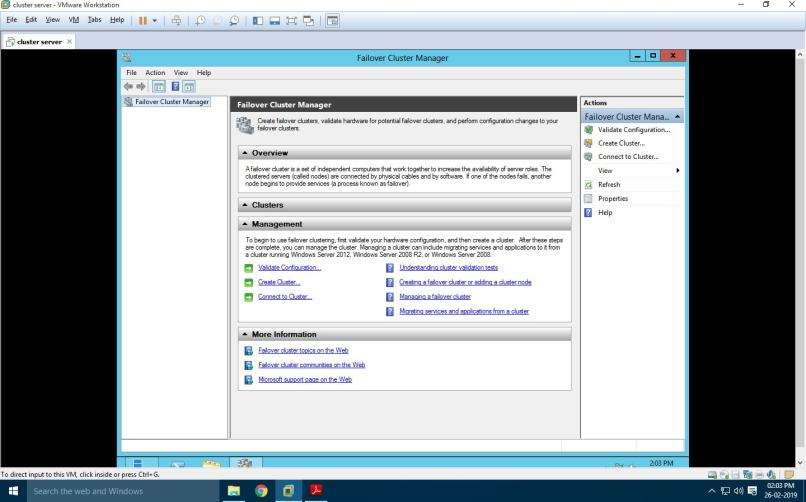 cluster server - VMware Workstation
File Edit View VM Tabs Help
cluster server ×
Failover Cluster Manager
File Action View Help
Failover Cluster Manager
Failover Cluster Manager
Create failover clusters, validate hardware for potential failover clusters, and perform configuration changes to your
failover clusters.
Overview
A failover cluster is a set of independent computers that work together to increase the availability of server roles. The
clustered servers (called nodes) are connected by physical cables and by software. If one of the nodes fails, another
node begins to provide services (a process known as failover).
Clusters
Management
To begin to use failover clustering, first validate your hardware configuration, and then create a cluster. After these steps
are complete, you can manage the cluster. Managing a cluster can include migrating services and applications to it from
a cluster running Windows Server 2012, Windows Server 2008 R2, or Windows Server 2008.
Validate Configuration... Understanding cluster validation tests
Create Cluster... Creating a failover cluster or adding a cluster node
Connect to Cluster... Managing a failover cluster
Migrating services and applications from a cluster
More Information
Failover cluster topics on the Web
Failover cluster communities on the Web
Microsoft support page on the Web
Actions
Failover Cluster Mana...
Validate Configuration...
Create Cluster...
Connect to Cluster...
View
Refresh
Properties
Help
2:03 PM
To direct input to this VM, click inside or press Ctrl+G.
Search the web and Windows
02:03 PM
26-02-2019